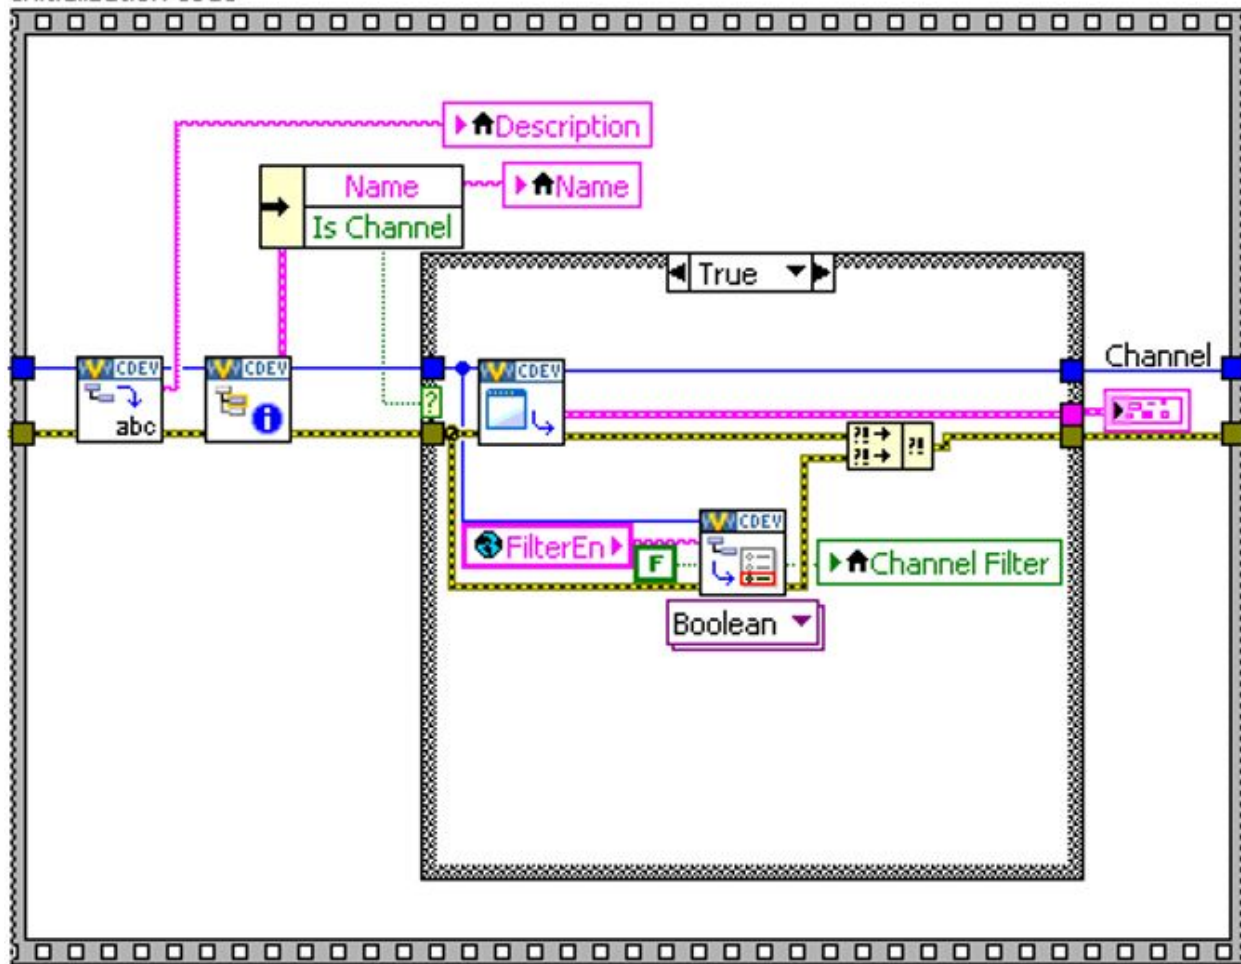 Description
Name
Name
Is Channel
True
CDEV
CDEV
CDEV
Channel
abc
?
FilterEn
CDEV
F
Channel Filter
Boolean